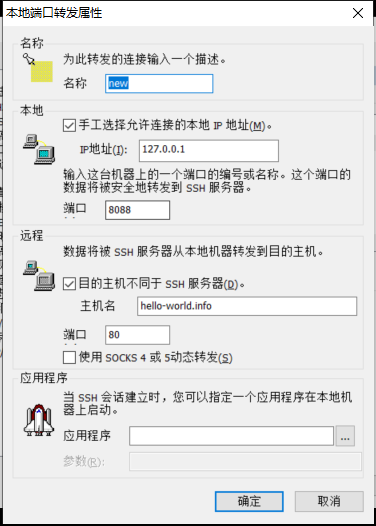 本地端口转发属性
名称
为此转发的连接输入一个描述。
名称
new
本地
手工选择允许连接的本地 IP 地址(M)。
IP地址(I):
127.0.0.1
输入这台机器上的一个端口的编号或名称。这个端口的
数据将被安全地转发到 SSH 服务器。
端口
8088
远程
数据将被 SSH 服务器从本地机器转发到目的主机。
目的主机不同于 SSH 服务器(D)。
主机名
hello-world.info
端口
80
使用 SOCKS 4 或 5动态转发(S)
应用程序
当 SSH 会话建立时，您可以指定一个应用程序在本地机
器上启动。
应用程序
...
参数(R):
确定
取消